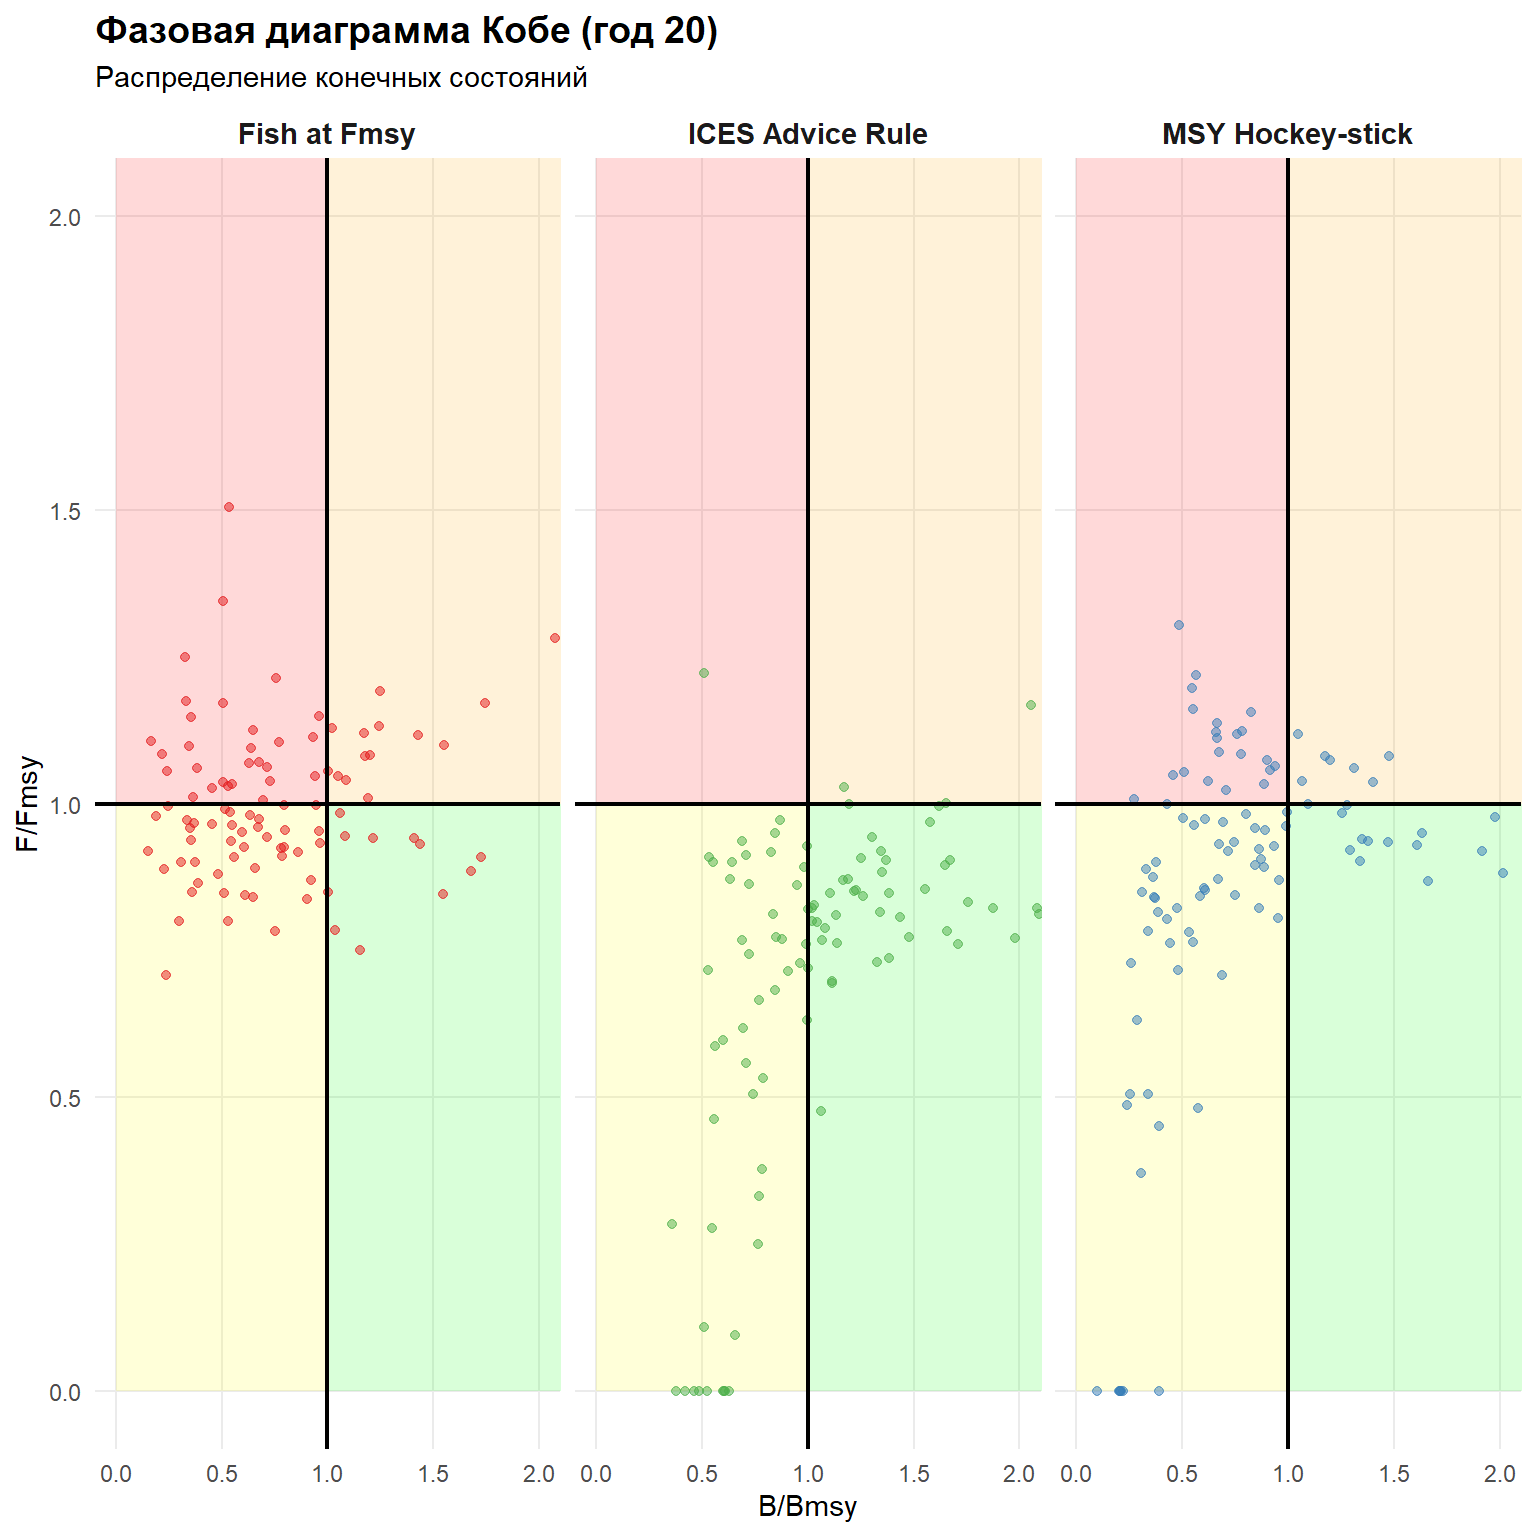 Фазовая диаграмма Кобе (год 20)
Распределение конечных состояний
Fish at Fmsy ICES Advice Rule MSY Hockey-stick
2.0
1.5
1.0
0.5
0.0
F/Fmsy
0.0 0.5 1.0 1.5 2.0 0.0 0.5 1.0 1.5 2.0 0.0 0.5 1.0 1.5 2.0
B/Bmsy